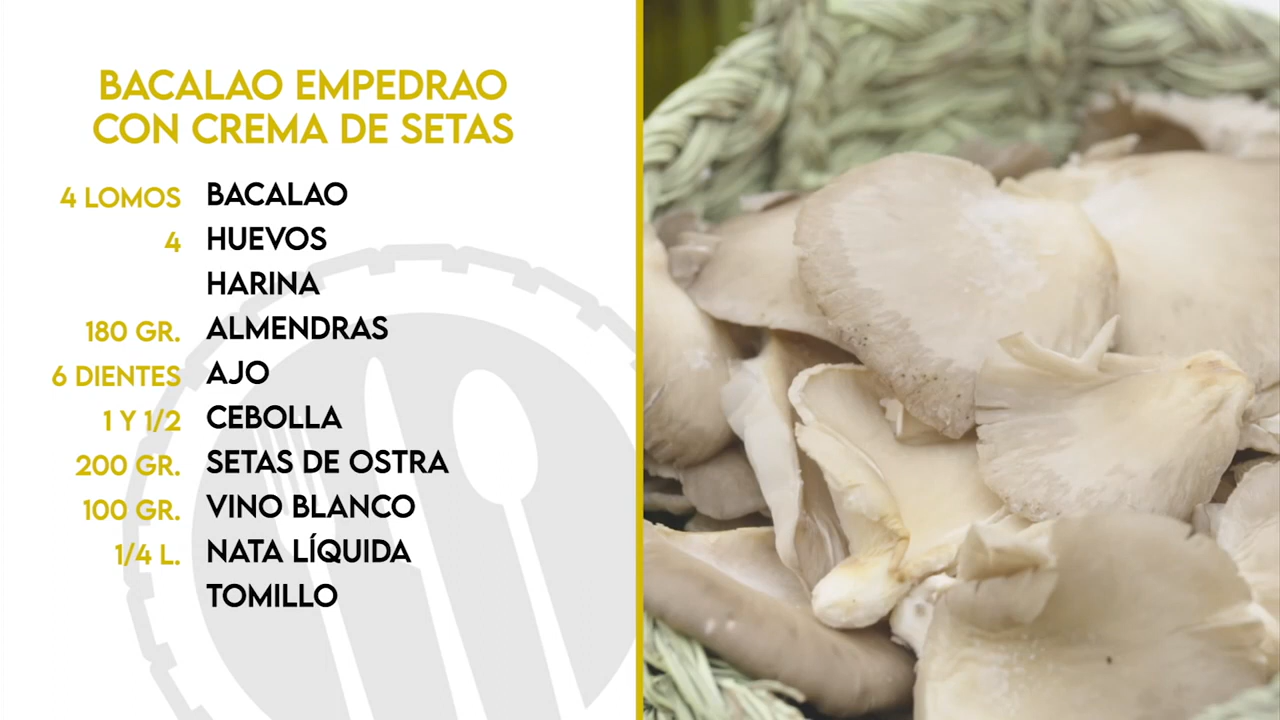 BACALAO EMPEDRAO
CON CREMA DE SETAS
4 LOMOS BACALAO
4 HUEVOS
HARINA
180 GR. ALMENDRAS
6 DIENTES AJO
1 Y 1/2 CEBOLLA
200 GR. SETAS DE OSTRA
100 GR. VINO BLANCO
1/4 L. NATA LÍQUIDA
TOMILLO